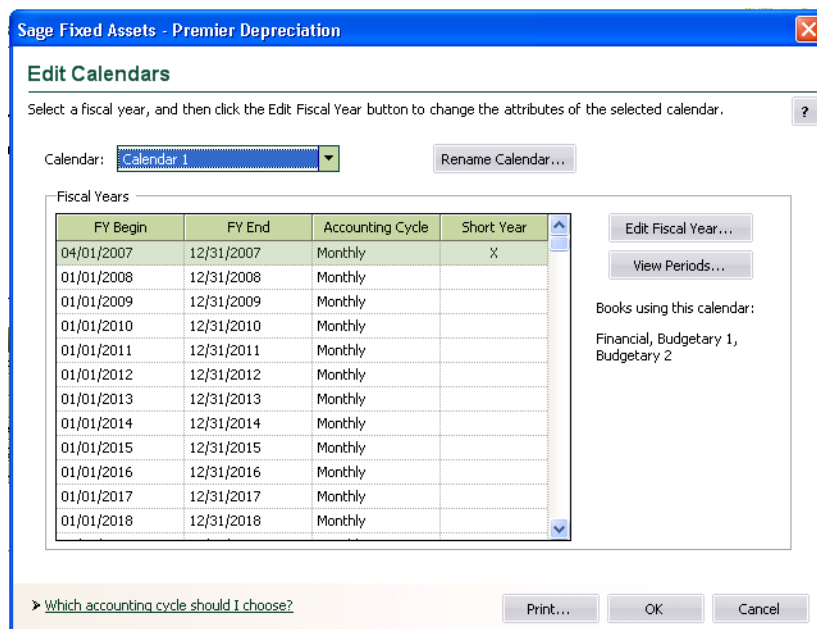 Sage Fixed Assets - Premier Depreciation
Edit Calendars
Select a fiscal year, and then click the Edit Fiscal Year button to change the attributes of the selected calendar.
?
Calendar: Calendar 1
Rename Calendar...
Fiscal Years
FY Begin FY End Accounting Cycle Short Year
04/01/2007 12/31/2007 Monthly X
01/01/2008 12/31/2008 Monthly
01/01/2009 12/31/2009 Monthly
01/01/2010 12/31/2010 Monthly
01/01/2011 12/31/2011 Monthly
01/01/2012 12/31/2012 Monthly
01/01/2013 12/31/2013 Monthly
01/01/2014 12/31/2014 Monthly
01/01/2015 12/31/2015 Monthly
01/01/2016 12/31/2016 Monthly
01/01/2017 12/31/2017 Monthly
01/01/2018 12/31/2018 Monthly
Edit Fiscal Year...
View Periods...
Books using this calendar:
Financial, Budgetary 1,
Budgetary 2
Which accounting cycle should I choose?
Print...
OK
Cancel